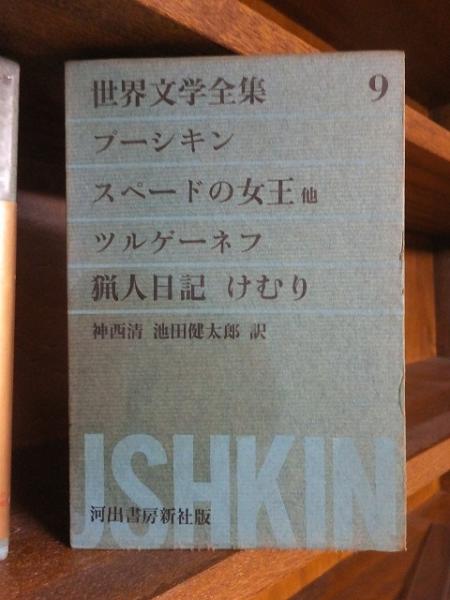 世界文学全集 9
プーシキン
スペードの女王 他
ツルゲーネフ
猟人日記 けむり
神西清 池田健太郎 訳
JSHKIN
河出書房新社版